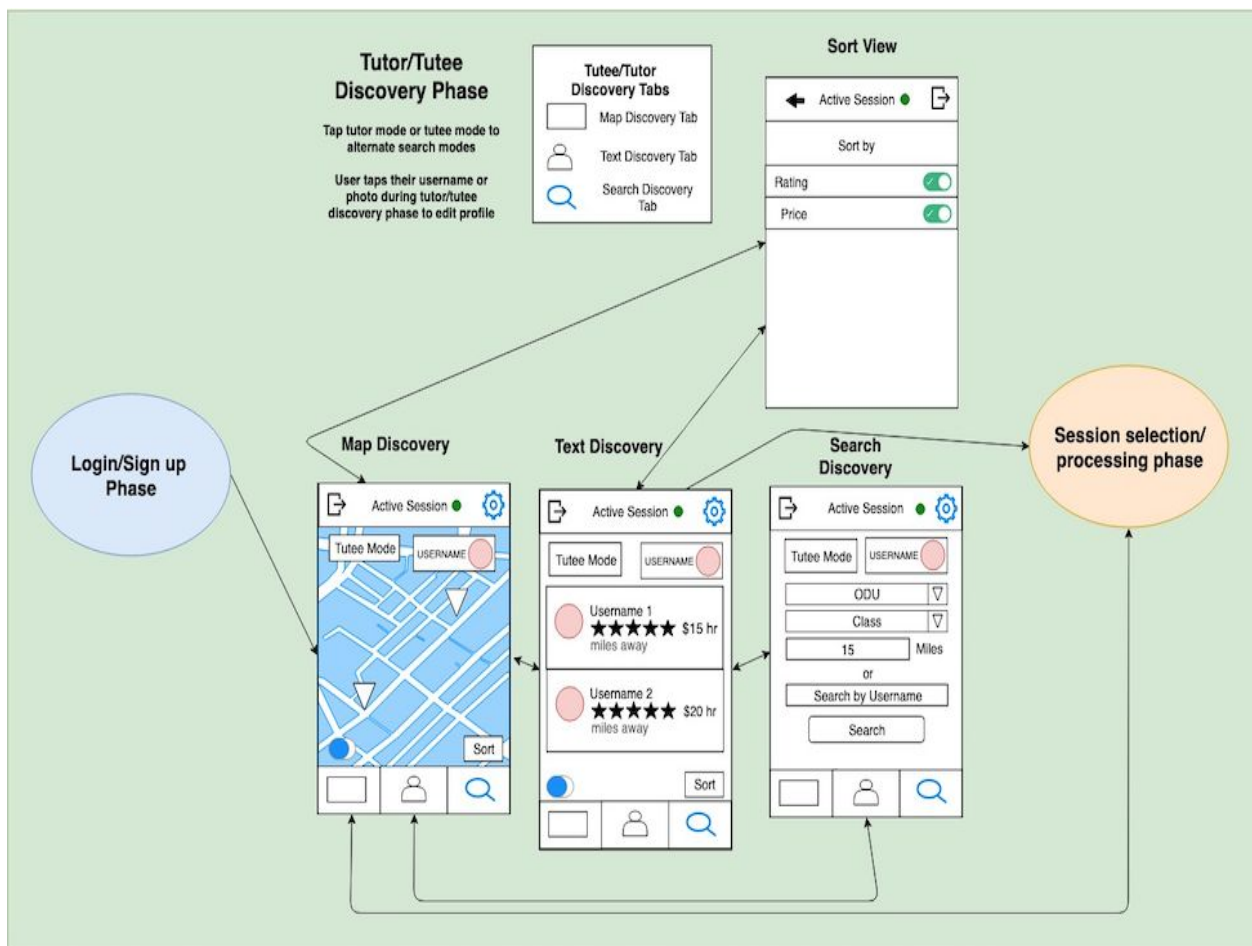 Tutor/Tutee
Discovery Phase
Tap tutor mode or tutee mode to
alternate search modes
User taps their username or
photo during tutor/tutee
discovery phase to edit profile
Tutee/Tutor
Discovery Tabs
Map Discovery Tab
Text Discovery Tab
Search Discovery
Tab
Sort View
Active Session
Sort by
Rating
Price
Login/Sign up
Phase
Session selection/
processing phase
Map Discovery
Active Session
Tutee Mode
USERNAME
Sort
Text Discovery
Active Session
Tutee Mode
USERNAME
Username 1
$15 hr
miles away
Username 2
$20 hr
miles away
Sort
Search
Discovery
Active Session
Tutee Mode
USERNAME
ODU
Class
15 Miles
or
Search by Username
Search